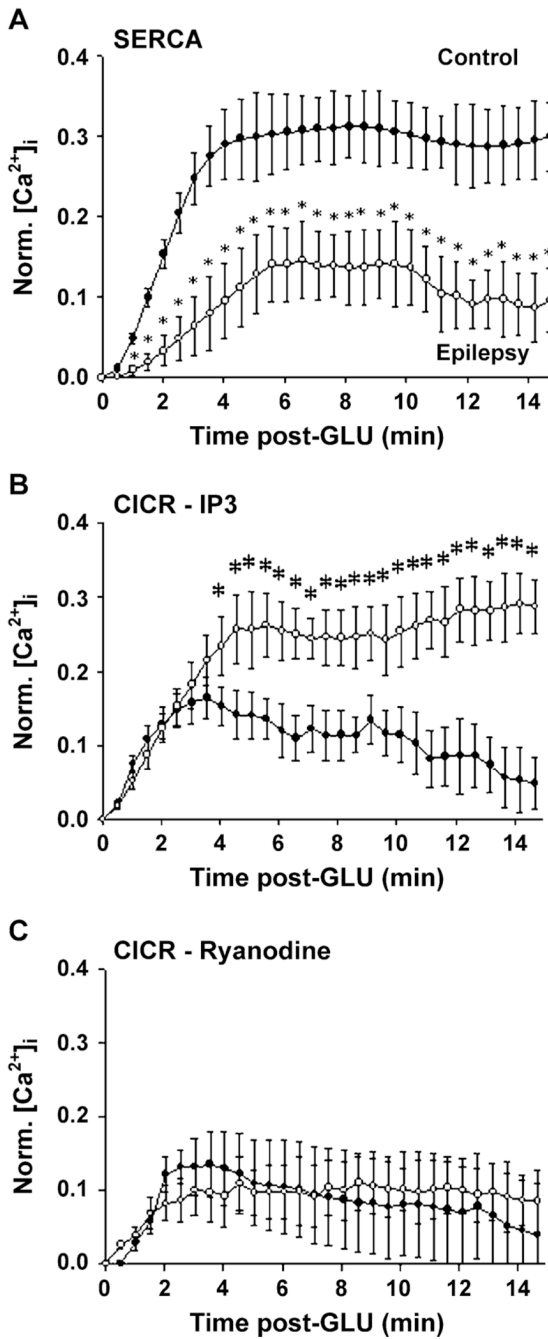 A
SERCA
0.4
Control
0.3
0.2
0.1
0.0
Norm. [Ca²⁺]ᵢ
* * * * * * * * * * * * * * * * * * * * * * * * * * * *
Epilepsy
0 2 4 6 8 10 12 14
Time post-GLU (min)
B
CICR - IP3
0.4
0.3
0.2
0.1
0.0
Norm. [Ca²⁺]ᵢ
* * * * * * * * * * * * * * * * * * * * * *
0 2 4 6 8 10 12 14
Time post-GLU (min)
C
CICR - Ryanodine
0.4
0.3
0.2
0.1
0.0
Norm. [Ca²⁺]ᵢ
0 2 4 6 8 10 12 14
Time post-GLU (min)